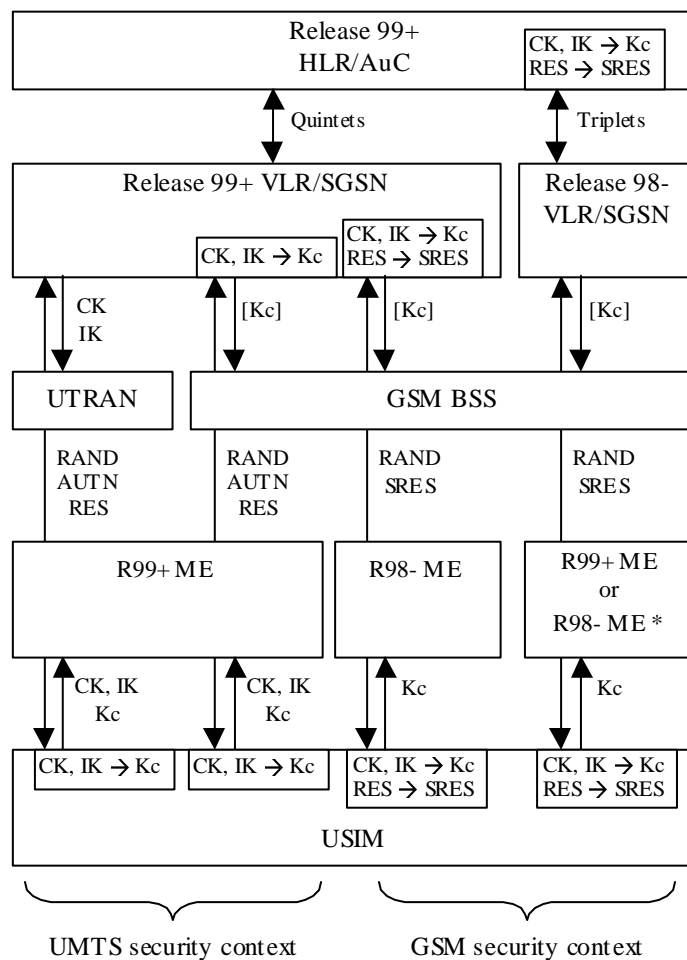 Release 99+
HLR/AuC
CK, IK → Kc
RES → SRES
Quintets
Triplets
Release 99+ VLR/SGSN
CK, IK → Kc
CK, IK → Kc
RES → SRES
Release 98-
VLR/SGSN
CK
IK
[Kc]
[Kc]
[Kc]
UTRAN
GSM BSS
RAND
AUTN
RES
RAND
AUTN
RES
RAND
SRES
RAND
SRES
R99+ ME
R98- ME
R99+ ME
or
R98- ME *
CK, IK
Kc
CK, IK
Kc
Kc
Kc
CK, IK → Kc
CK, IK → Kc
CK, IK → Kc
RES → SRES
CK, IK → Kc
RES → SRES
USIM
UMTS security context
GSM security context